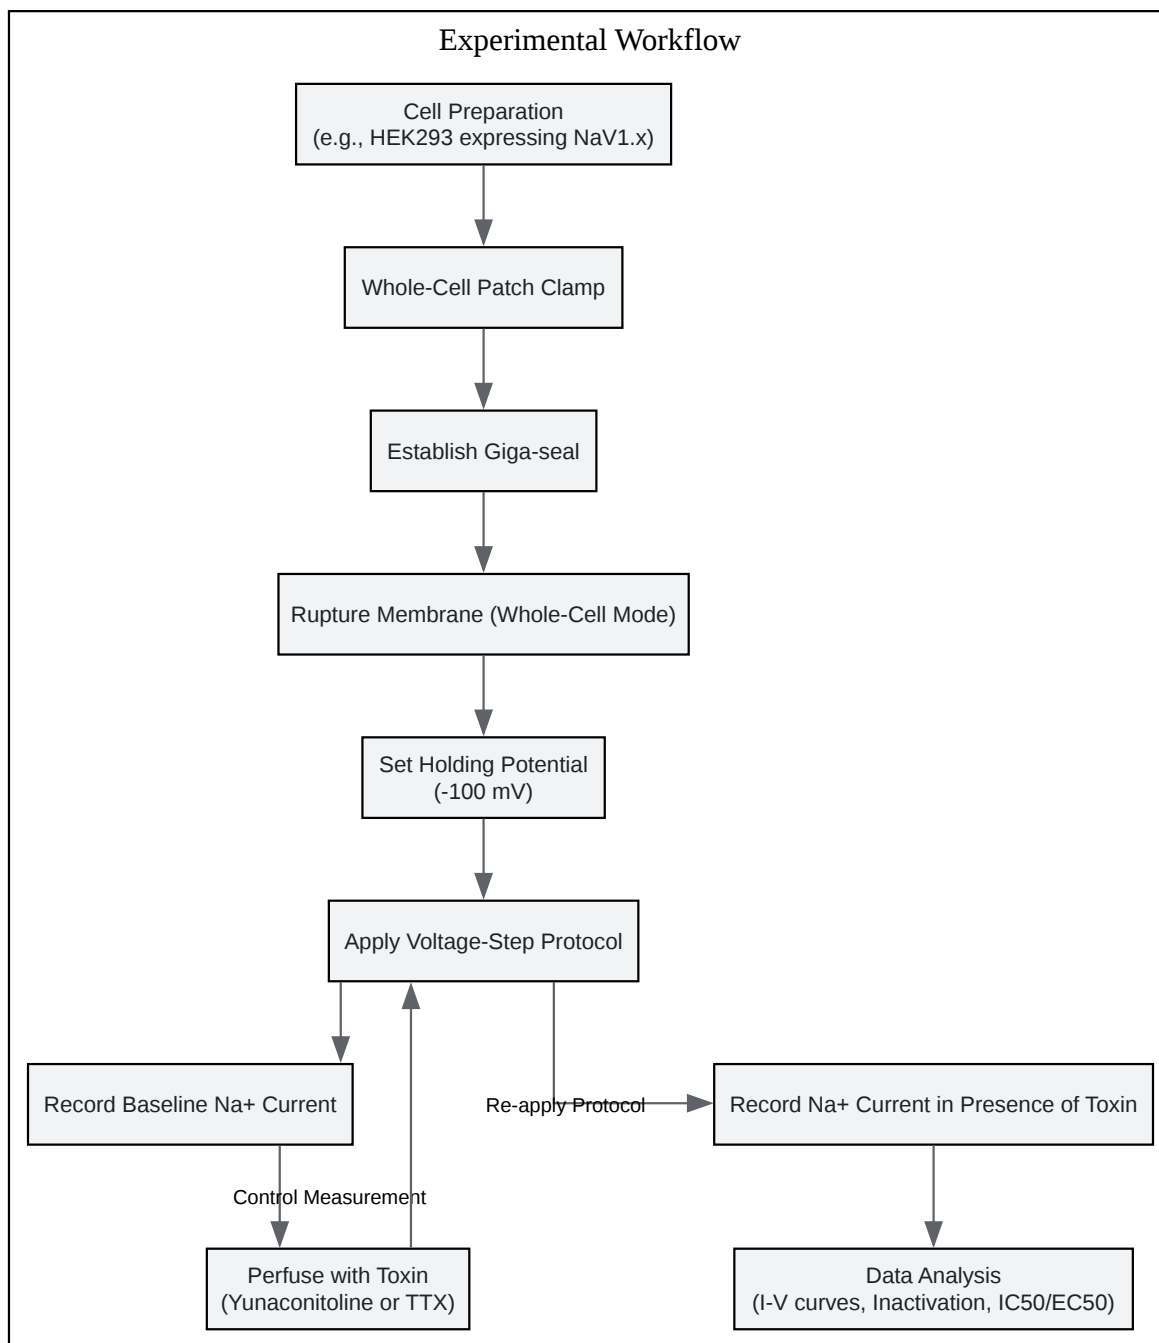 Experimental Workflow
Cell Preparation
(e.g., HEK293 expressing NaV1.x)
Whole-Cell Patch Clamp
Establish Giga-seal
Rupture Membrane (Whole-Cell Mode)
Set Holding Potential
(-100 mV)
Apply Voltage-Step Protocol
Record Baseline Na+ Current
Re-apply Protocol
Record Na+ Current in Presence of Toxin
Control Measurement
Perfuse with Toxin
(Yunaconitoline or TTX)
Data Analysis
(I-V curves, Inactivation, IC50/EC50)